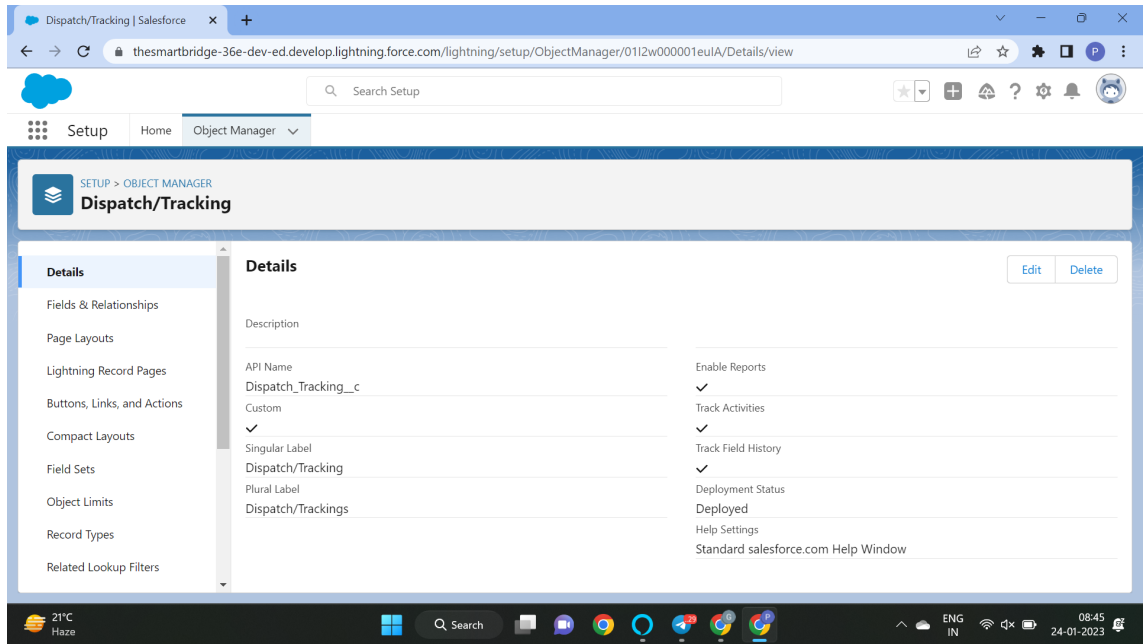 Dispatch/Tracking | Salesforce
thesmartbridge-36e-dev-ed.develop.lightning.force.com/lightning/setup/ObjectManager/01I2w000001euIA/Details/view
P
Search Setup
Setup
Home
Object Manager
SETUP > OBJECT MANAGER
Dispatch/Tracking
Details
Fields & Relationships
Page Layouts
Lightning Record Pages
Buttons, Links, and Actions
Compact Layouts
Field Sets
Object Limits
Record Types
Related Lookup Filters
Details
Edit
Delete
Description
API Name
Dispatch_Tracking__c
Custom
Singular Label
Dispatch/Tracking
Plural Label
Dispatch/Trackings
Enable Reports
Track Activities
Track Field History
Deployment Status
Deployed
Help Settings
Standard salesforce.com Help Window
21°C
Haze
Search
29
G
P
ENG
IN
08:45
24-01-2023